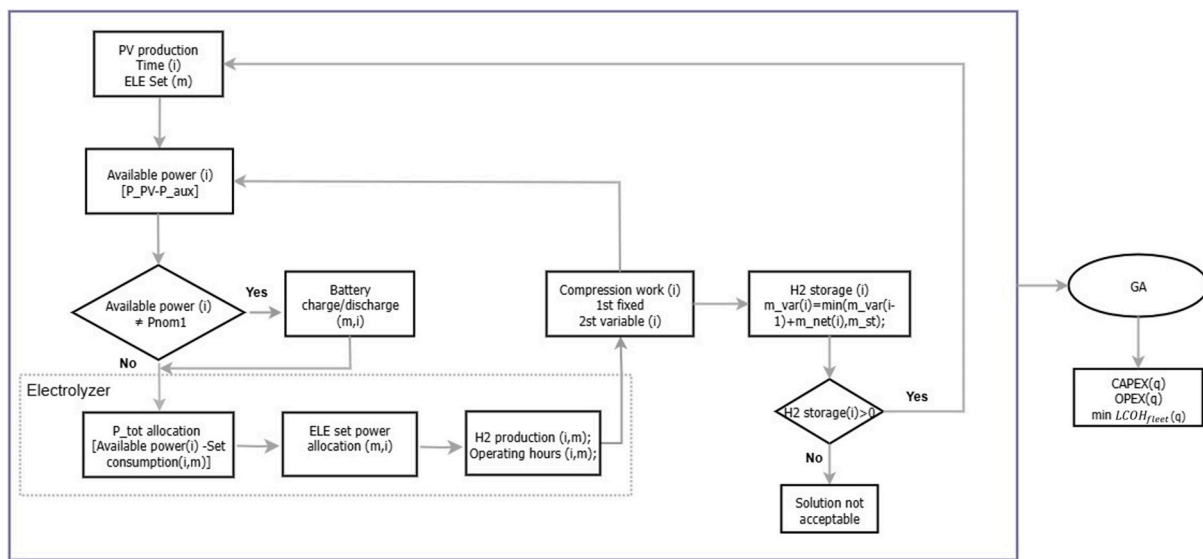 PV production
Time (i)
ELE Set (m)
Available power (i)
[P_PV-P_aux]
Available power (i)
≠ Pnom1
Yes
No
Battery
charge/discharge
(m,i)
Electrolyzer
P_tot allocation
[Available power(i) -Set
consumption(i,m)]
ELE set power
allocation (m,i)
H2 production (i,m);
Operating hours (i,m);
Compression work (i)
1st fixed
2st variable (i)
H2 storage (i)
m_var(i)=min(m_var(i-
1)+m_net(i),m_st);
H2 storage(i)>0
Yes
No
Solution not
acceptable
GA
CAPEX(q)
OPEX(q)
min LCOH_fleet(q)